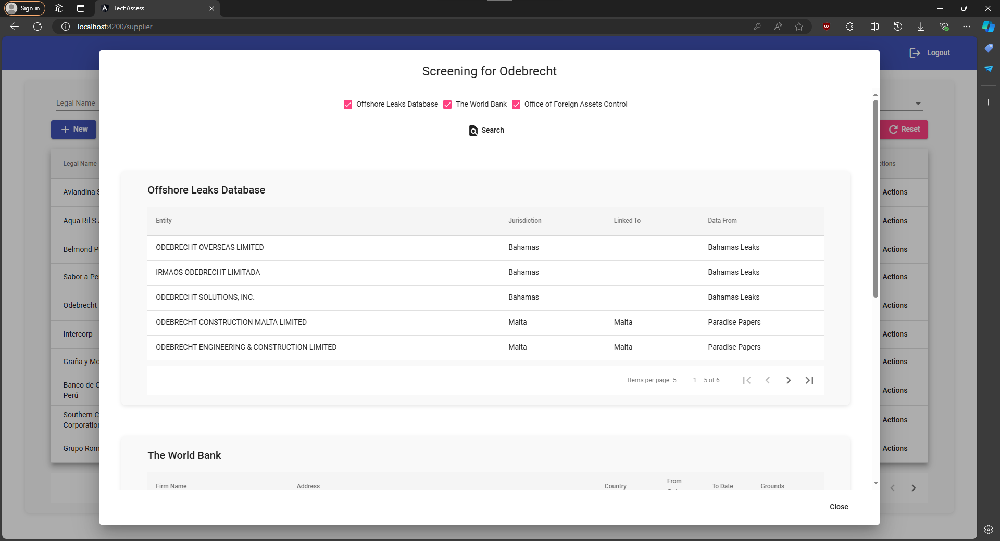 Sign in
TechAssess
localhost:4200/supplier
Logout
Screening for Odebrecht
Legal Name
Offshore Leaks Database
The World Bank
Office of Foreign Assets Control
New
Search
Reset
Legal Name
ctions
Offshore Leaks Database
Aviandina S
Actions
Entity Jurisdiction Linked To Data From
Aqua Ril S.A
Actions
ODEBRECHT OVERSEAS LIMITED Bahamas Bahamas Leaks
Belmond Pe
Actions
IRMAOS ODEBRECHT LIMITADA Bahamas Bahamas Leaks
Sabor a Per
Actions
ODEBRECHT SOLUTIONS, INC. Bahamas Bahamas Leaks
Odebrecht
Actions
ODEBRECHT CONSTRUCTION MALTA LIMITED Malta Malta Paradise Papers
Intercorp
Actions
ODEBRECHT ENGINEERING & CONSTRUCTION LIMITED Malta Malta Paradise Papers
Graña y Mo
Actions
Items per page: 5 1 – 5 of 6
Banco de C
Perú
Actions
Southern C
Corporation
Actions
Grupo Rom
Actions
The World Bank
Firm Name Address Country From To Date Grounds
Close